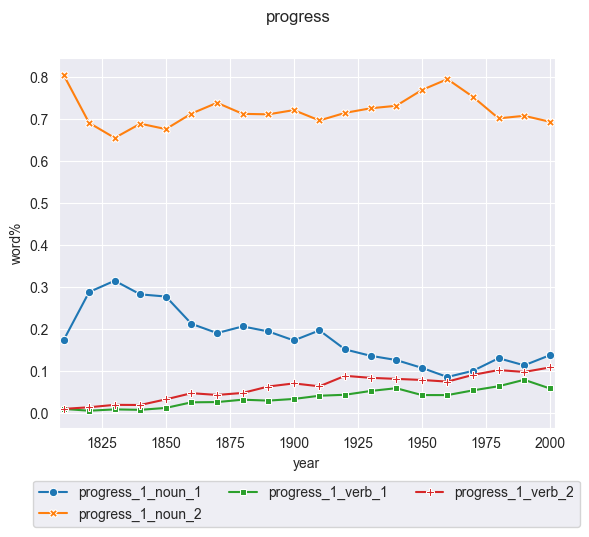 progress
0.8
0.7
0.6
0.5
0.4
0.3
0.2
0.1
0.0
word%
1825 1850 1875 1900 1925 1950 1975 2000
year
progress_1_noun_1 progress_1_verb_1 progress_1_verb_2
progress_1_noun_2